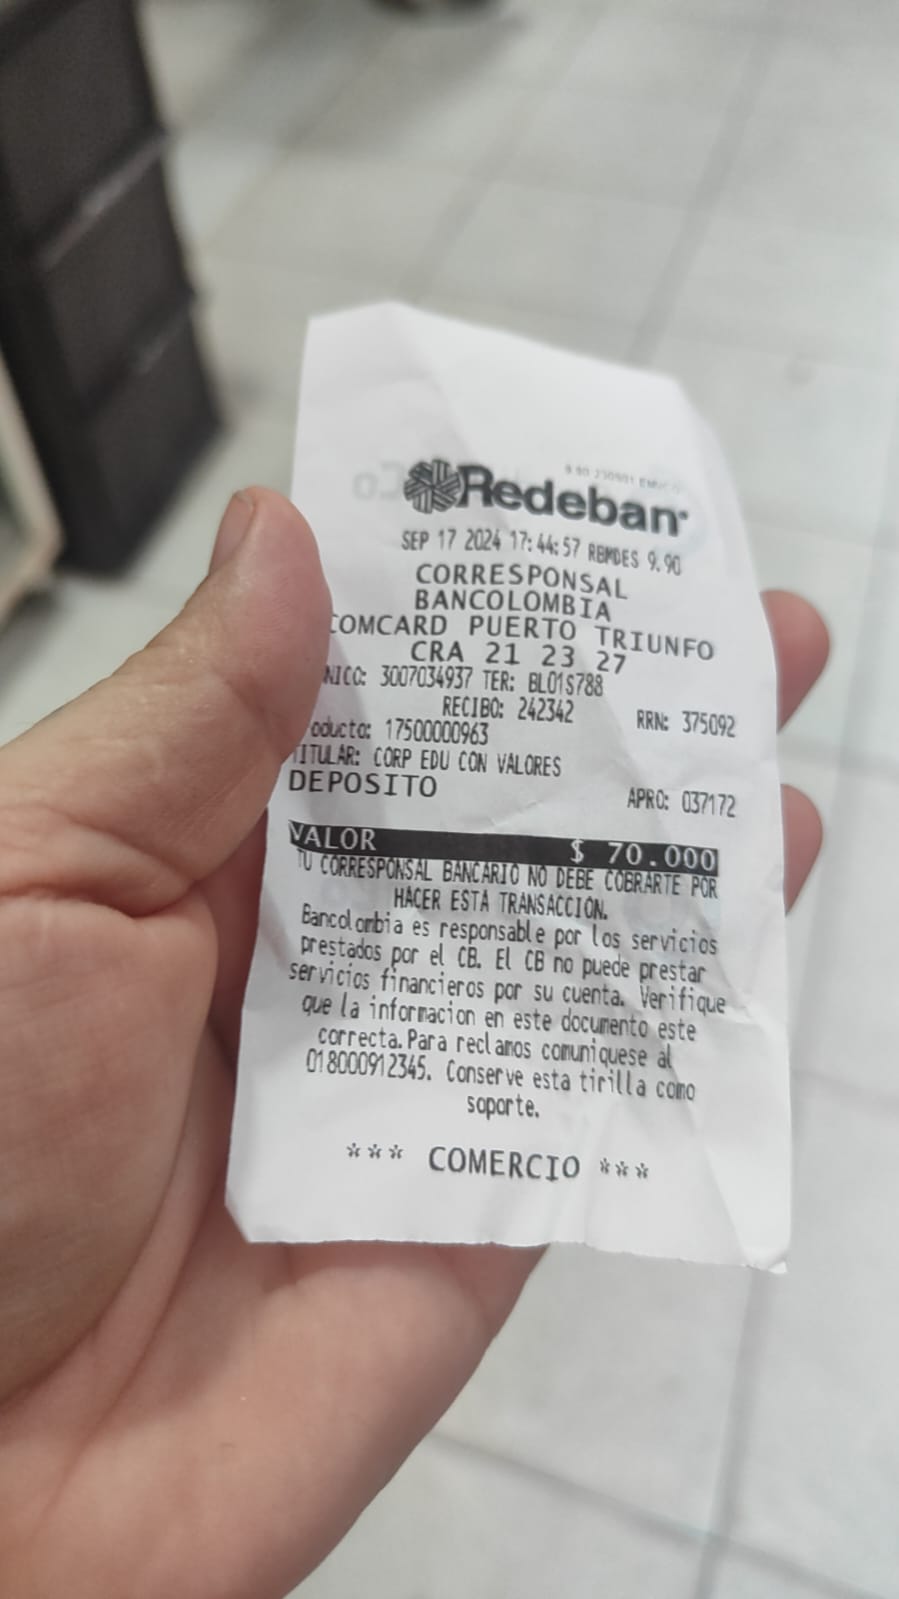 Redeban
SEP 17 2024 17:44:57 RBMDES 9.90
CORRESPONSAL
BANCOLOMBIA
COMCARD PUERTO TRIUNFO
CRA 21 23 27
NICO: 3007034937 TER: BL01S788
RECIBO: 242342 RRN: 375092
oducto: 17500000963
TITULAR: CORP EDU CON VALORES
DEPOSITO APRO: 037172
VALOR $ 70.000
TU CORRESPONSAL BANCARIO NO DEBE COBRARTE POR
HACER ESTA TRANSACCIÓN.
Bancolombia es responsable por los servicios
prestados por el CB. El CB no puede prestar
servicios financieros por su cuenta. Verifique
que la informacion en este documento este
correcta.Para reclamos comuniquese al
018000912345. Conserve esta tirilla como
soporte.
*** COMERCIO ***